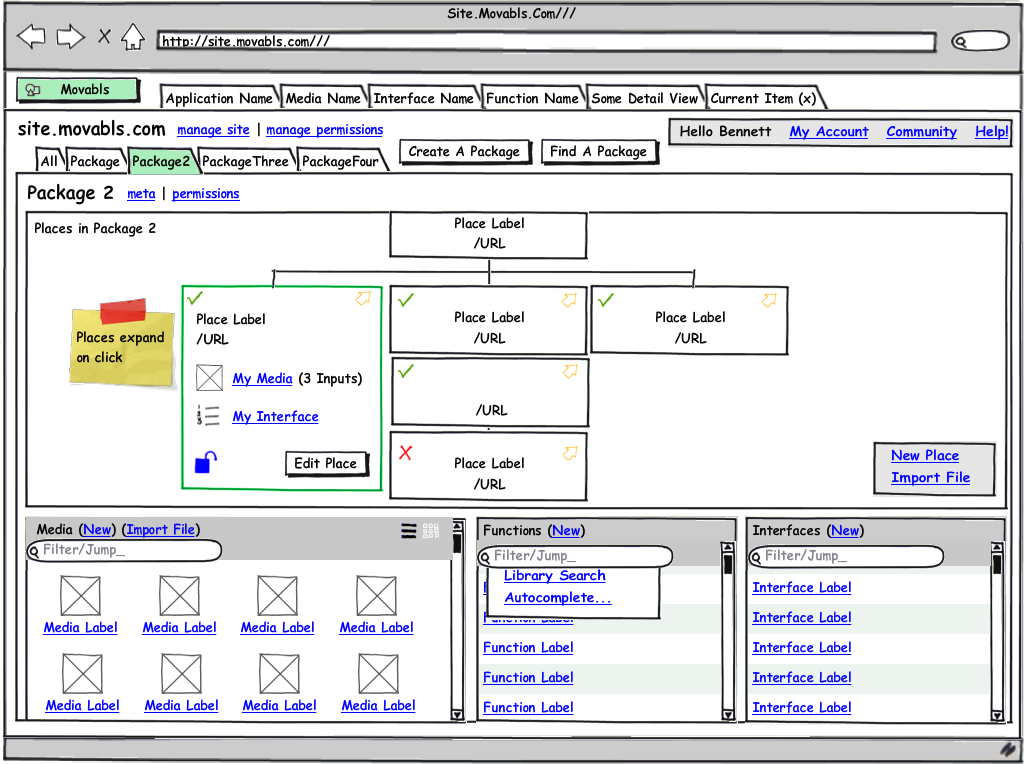 Site.Movabls.Com///
http://site.movabls.com///
Movabls
Application Name
Media Name
Interface Name
Function Name
Some Detail View
Current Item (x)
site.movabls.com manage site | manage permissions
Hello Bennett My Account Community Help!
All
Package
Package2
PackageThree
PackageFour
Create A Package
Find A Package
Package 2 meta | permissions
Places in Package 2
Place Label
/URL
Places expand
on click
Place Label
/URL
My Media (3 Inputs)
1
2
3
My Interface
Edit Place
Place Label
/URL
Place Label
/URL
/URL
Place Label
/URL
New Place
Import File
Media (New) (Import File)
Filter/Jump_
Media Label Media Label Media Label Media Label
Media Label Media Label Media Label Media Label
Functions (New)
Filter/Jump_
Library Search
Autocomplete...
Function Label
Function Label
Function Label
Interfaces (New)
Filter/Jump_
Interface Label
Interface Label
Interface Label
Interface Label
Interface Label